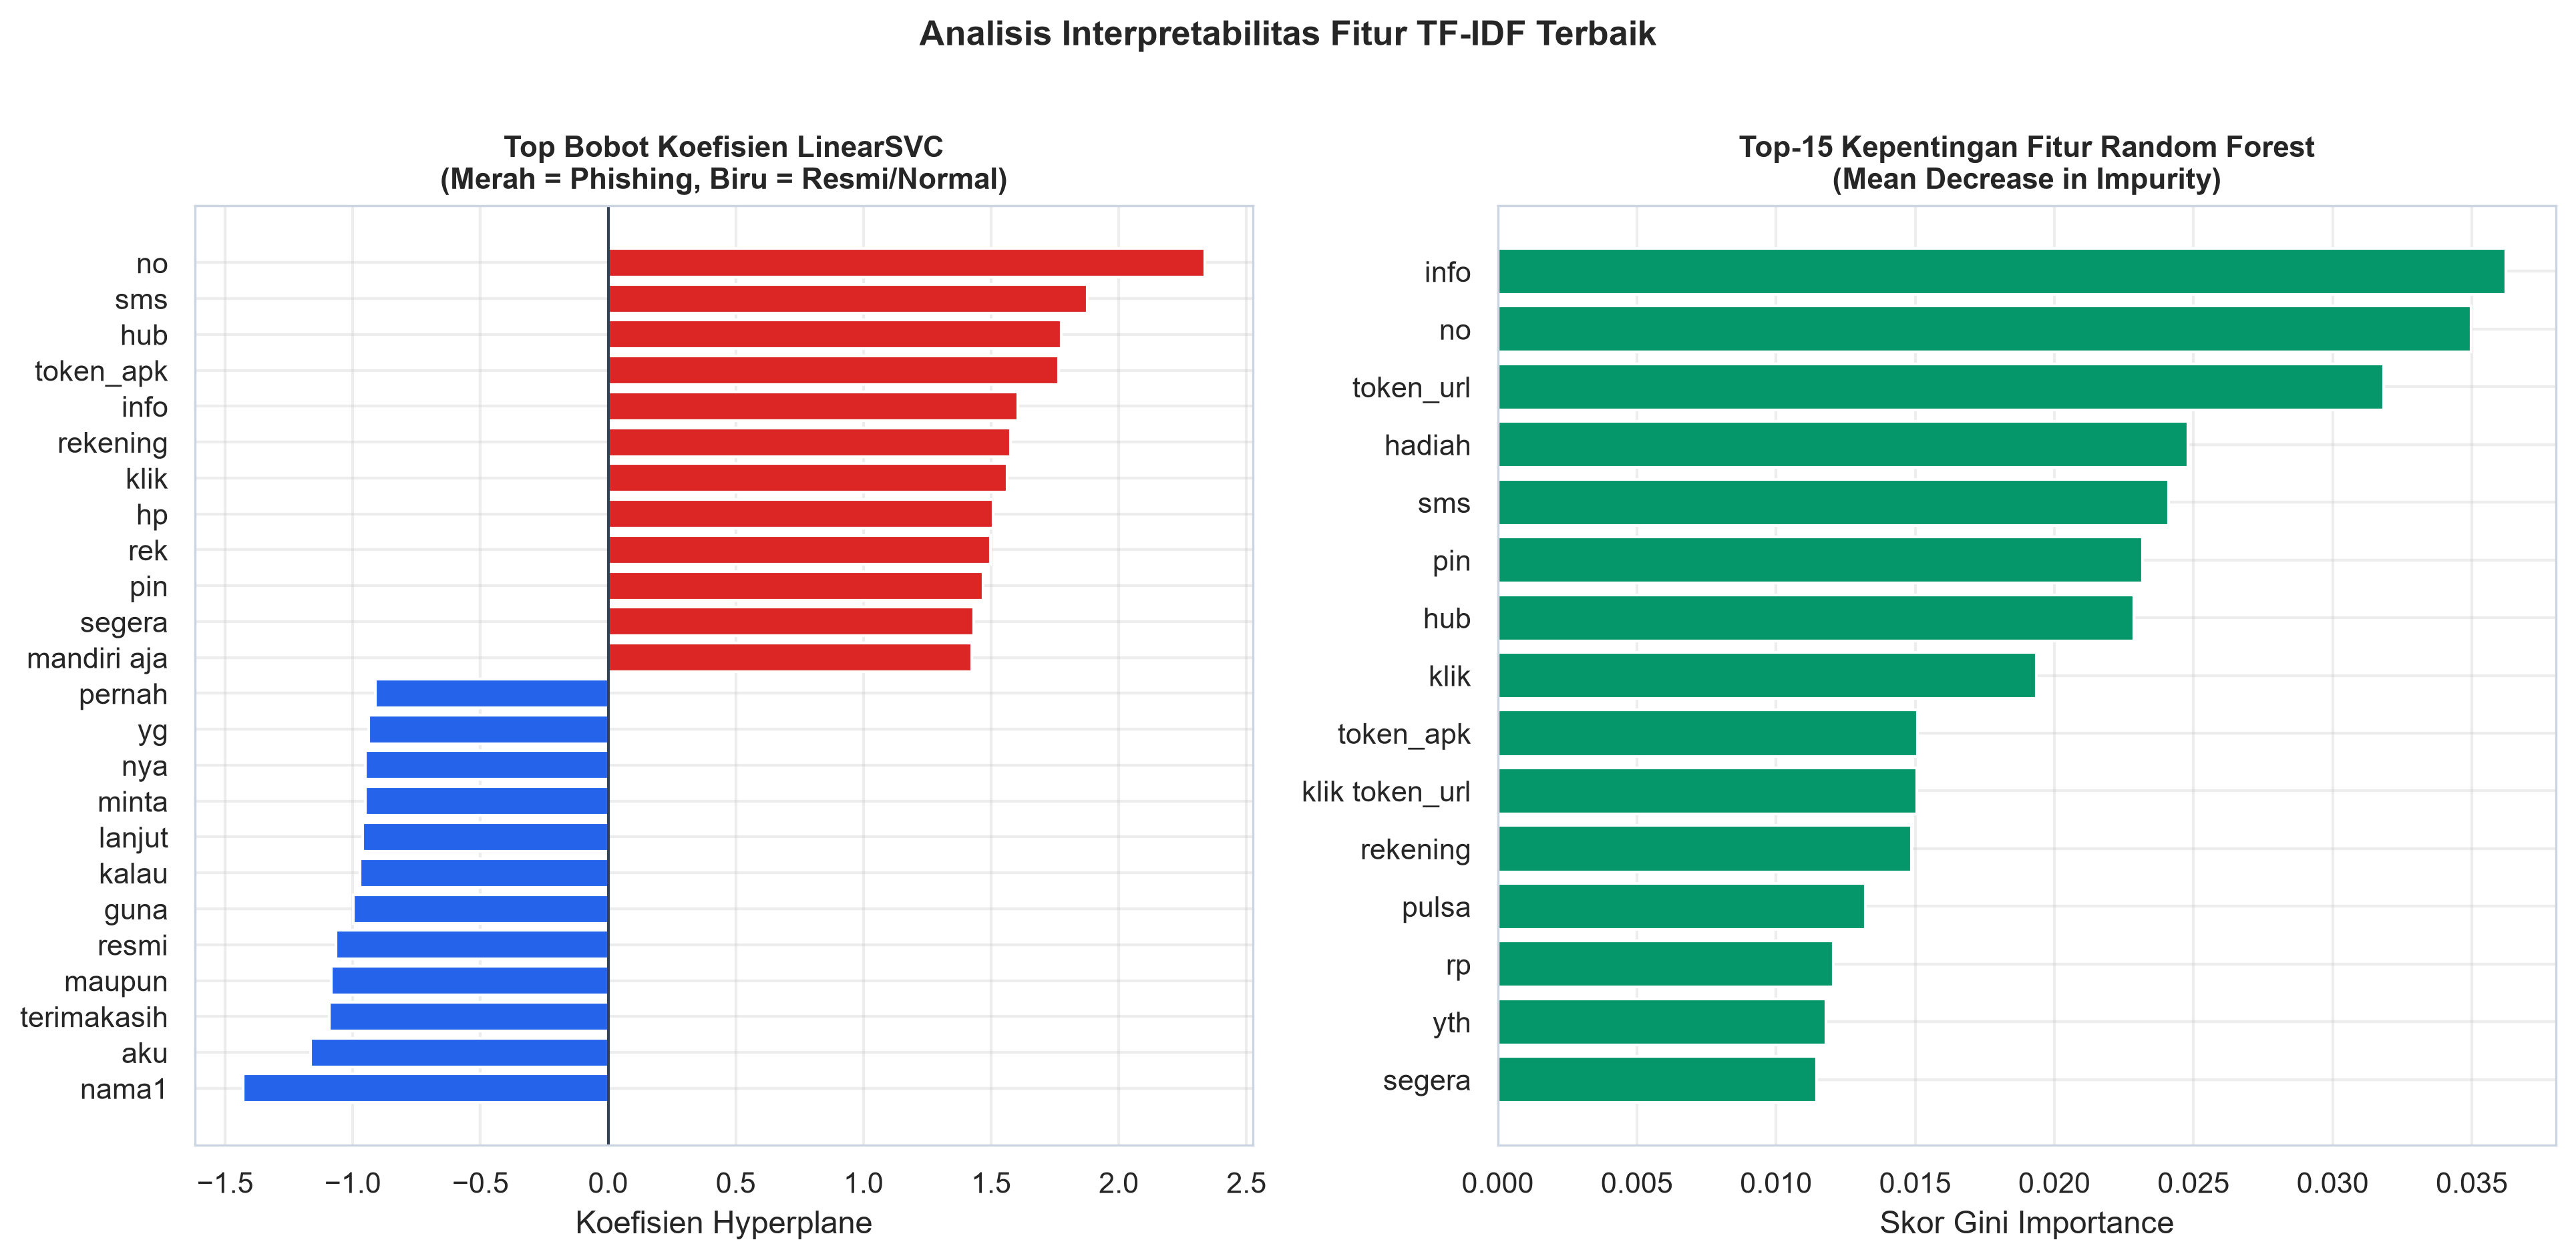 Analisis Interpretabilitas Fitur TF-IDF Terbaik
Top Bobot Koefisien LinearSVC
(Merah = Phishing, Biru = Resmi/Normal)
no
sms
hub
token_apk
info
rekening
klik
hp
rek
pin
segera
mandiri aja
pernah
yg
nya
minta
lanjut
kalau
guna
resmi
maupun
terimakasih
aku
nama1
−1.5 −1.0 −0.5 0.0 0.5 1.0 1.5 2.0 2.5
Koefisien Hyperplane
Top-15 Kepentingan Fitur Random Forest
(Mean Decrease in Impurity)
info
no
token_url
hadiah
sms
pin
hub
klik
token_apk
klik token_url
rekening
pulsa
rp
yth
segera
0.000 0.005 0.010 0.015 0.020 0.025 0.030 0.035
Skor Gini Importance